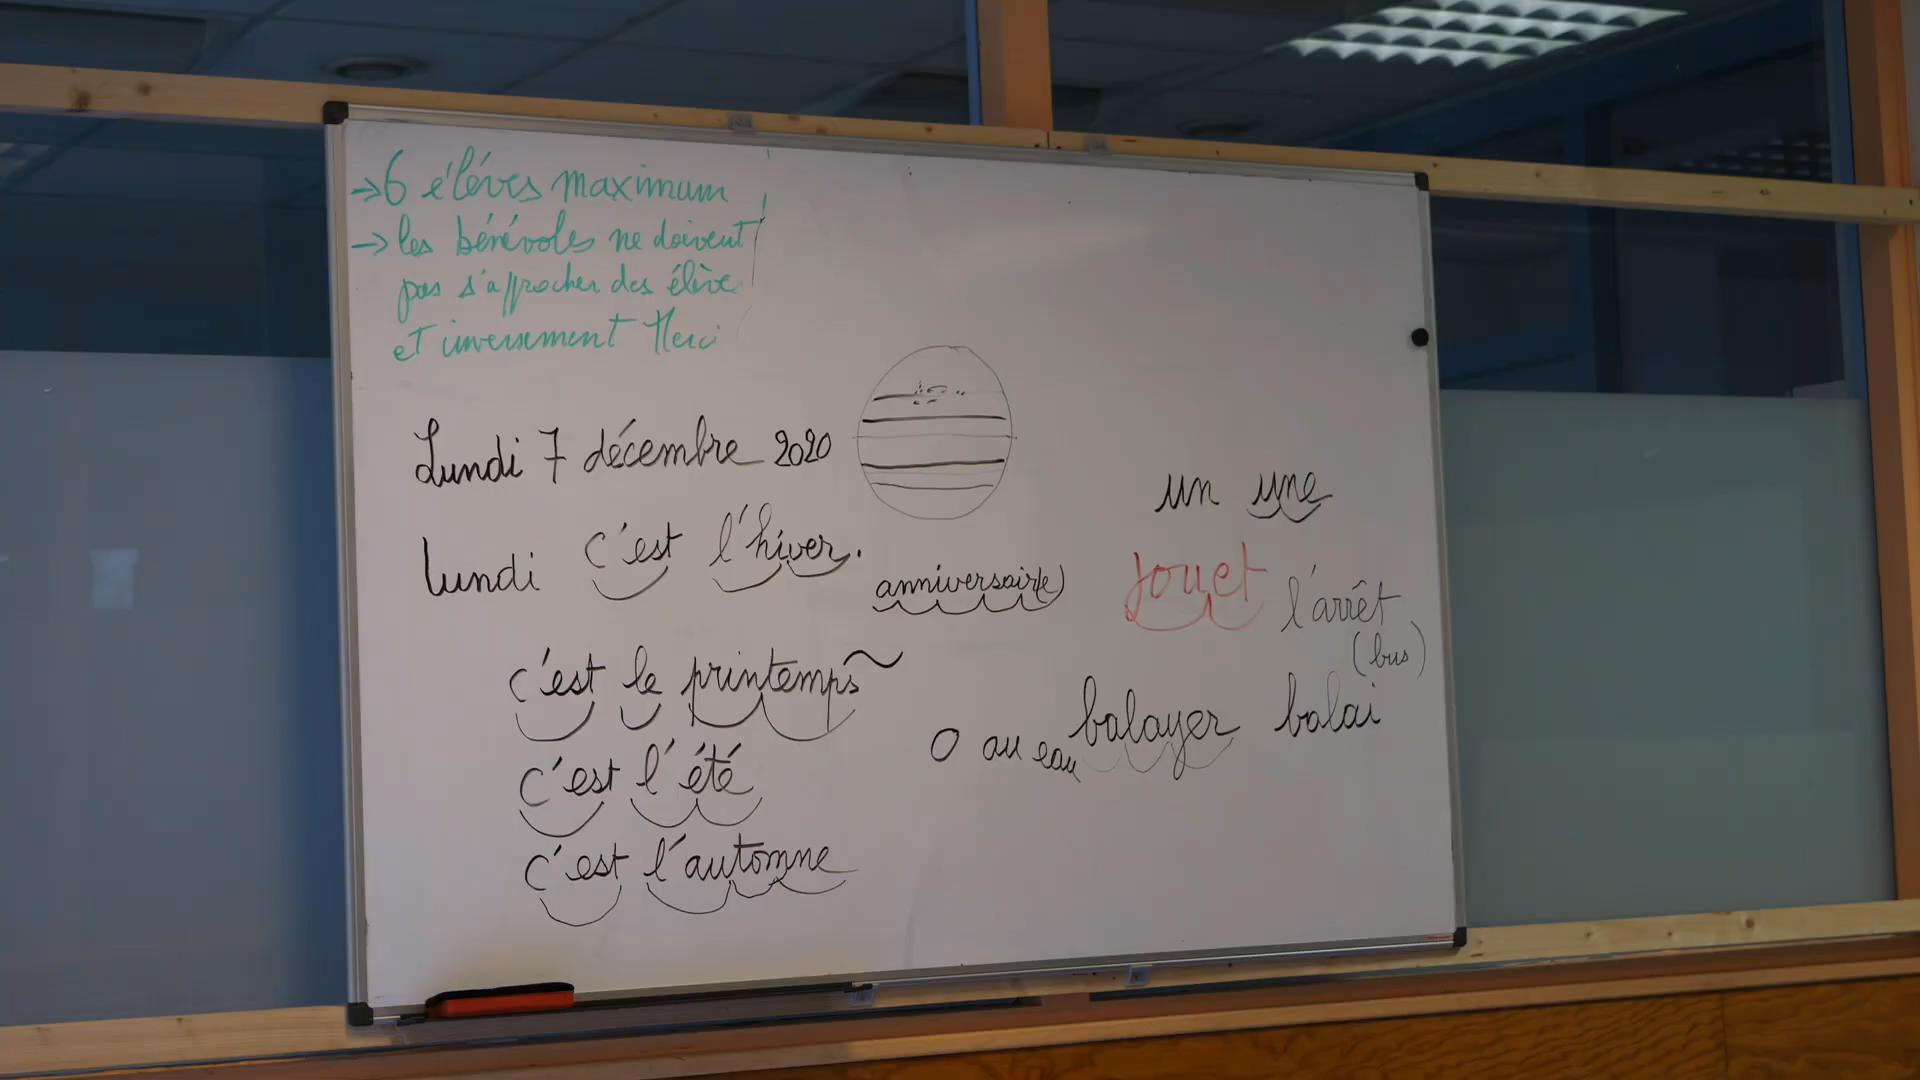 → 6 élèves maximum
→ les bénévoles ne doivent
pas s'approcher des élève
et inversement Merci
Lundi 7 décembre 2020
lundi c'est l'hiver.
anniversair(e)
c'est le printemps
c'est l'été
c'est l'automne
un une
jouet l'arrêt
(bus)
balayer balai
O au eau